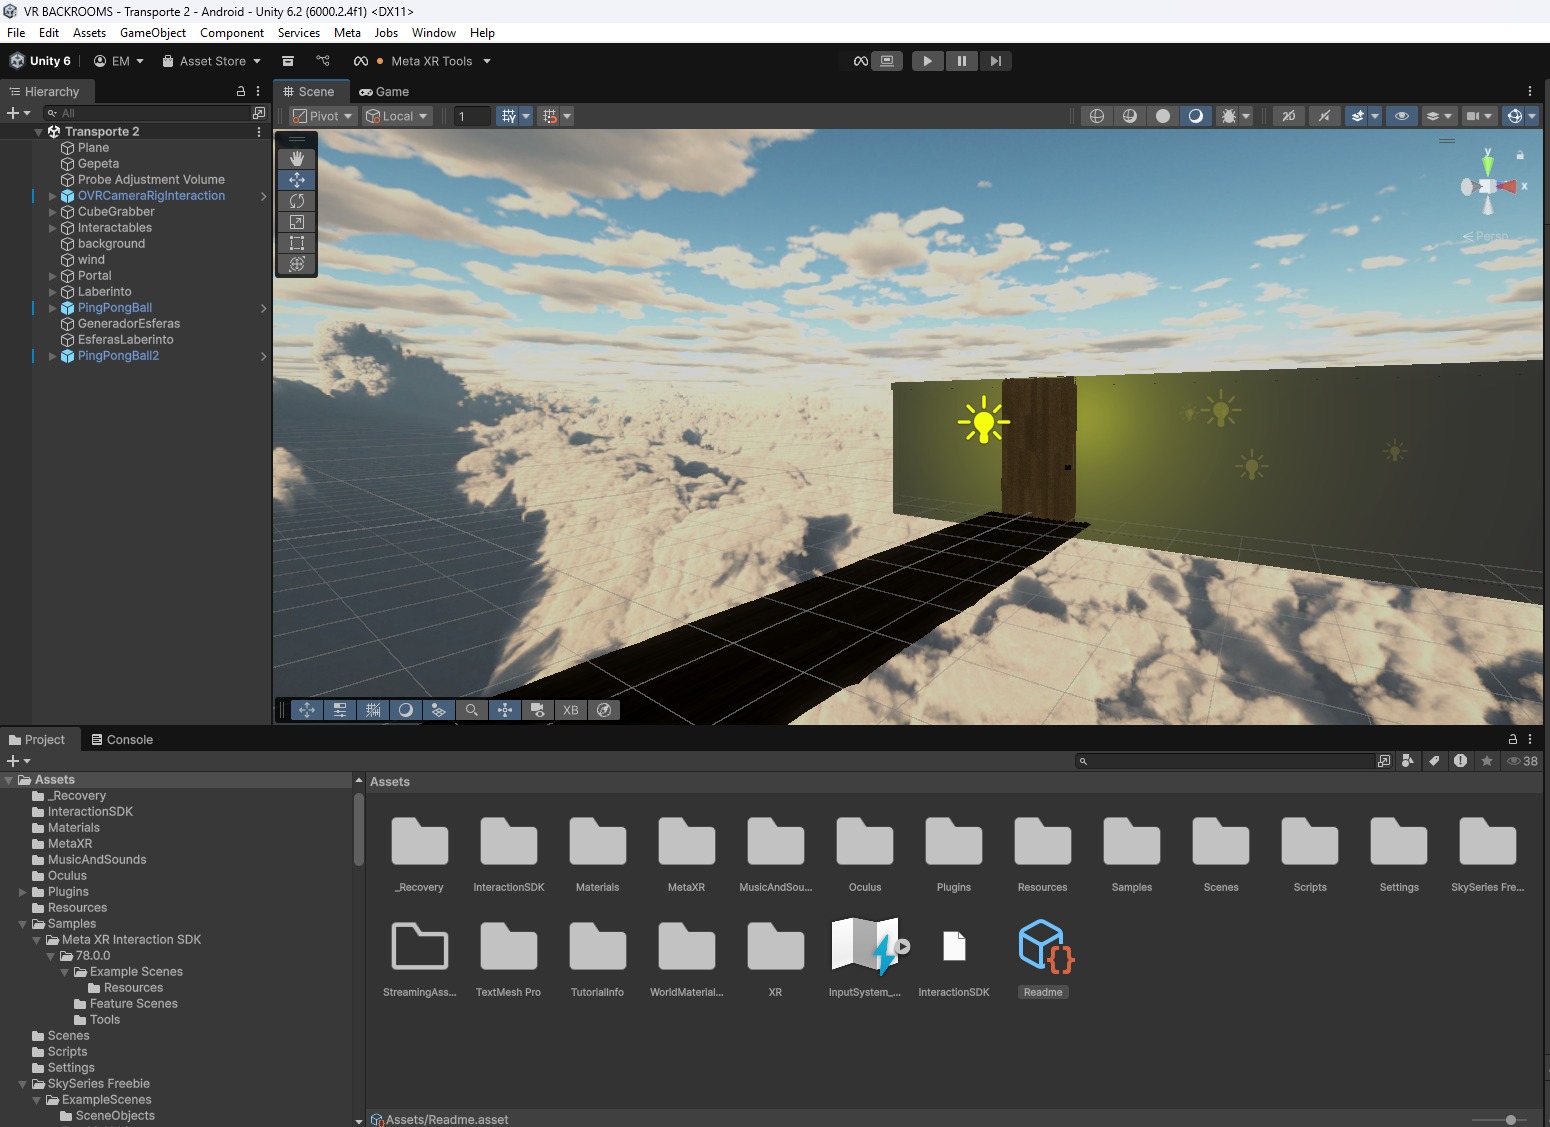 VR BACKROOMS - Transporte 2 - Android - Unity 6.2 (6000.2.4f1) <DX11>
File Edit Assets GameObject Component Services Meta Jobs Window Help
Unity 6 EM Asset Store Meta XR Tools
Hierarchy
All
Transporte 2
Plane
Gepeta
Probe Adjustment Volume
OVRCameraRigInteraction
CubeGrabber
Interactables
background
wind
Portal
Laberinto
PingPongBall
GeneradorEsferas
EsferasLaberinto
PingPongBall2
Scene Game
Pivot Local 1 2D
y
x
Persp
XB
Project Console
38
Assets
_Recovery
InteractionSDK
Materials
MetaXR
MusicAndSounds
Oculus
Plugins
Resources
Samples
Meta XR Interaction SDK
78.0.0
Example Scenes
Resources
Feature Scenes
Tools
Scenes
Scripts
Settings
SkySeries Freebie
ExampleScenes
SceneObjects
Assets
_Recovery InteractionSDK Materials MetaXR MusicAndSou... Oculus Plugins Resources Samples Scenes Scripts Settings SkySeries Fre...
StreamingAss... TextMesh Pro TutorialInfo WorldMaterial... XR InputSystem_... InteractionSDK Readme
Assets/Readme.asset